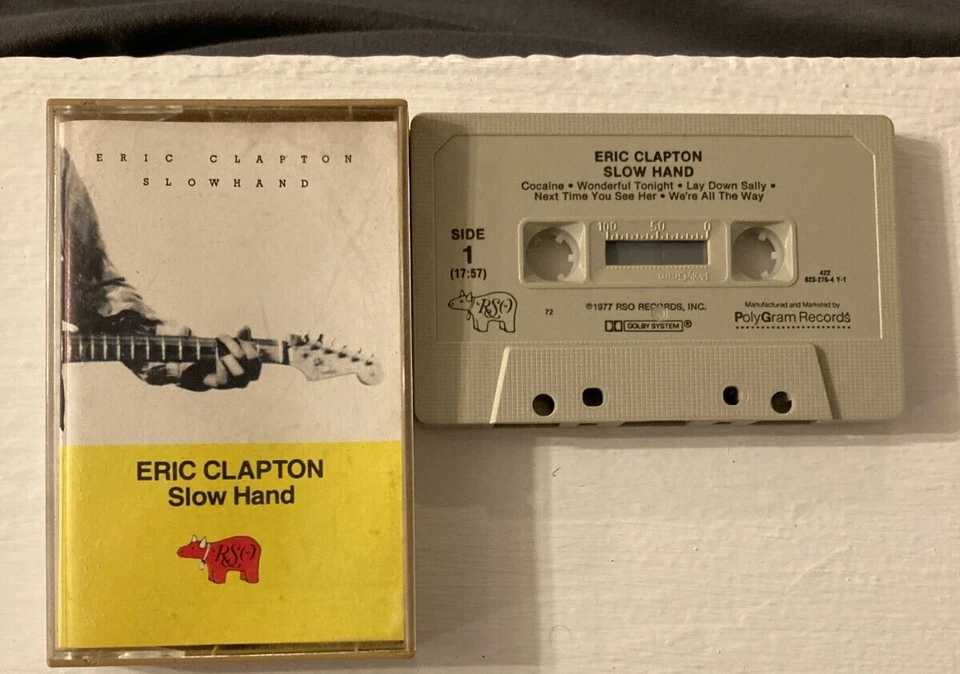 ERIC CLAPTON
SLOWHAND
ERIC CLAPTON
Slow Hand
RSO
ERIC CLAPTON
SLOW HAND
Cocaine • Wonderful Tonight • Lay Down Sally •
Next Time You See Her • We're All The Way
SIDE
1
(17:57)
100 50 0
PolyGram
422
823-276-4 Y-1
RSO
72
℗1977 RSO RECORDS, INC.
DOLBY SYSTEM®
Manufactured and Marketed by
PolyGram Records